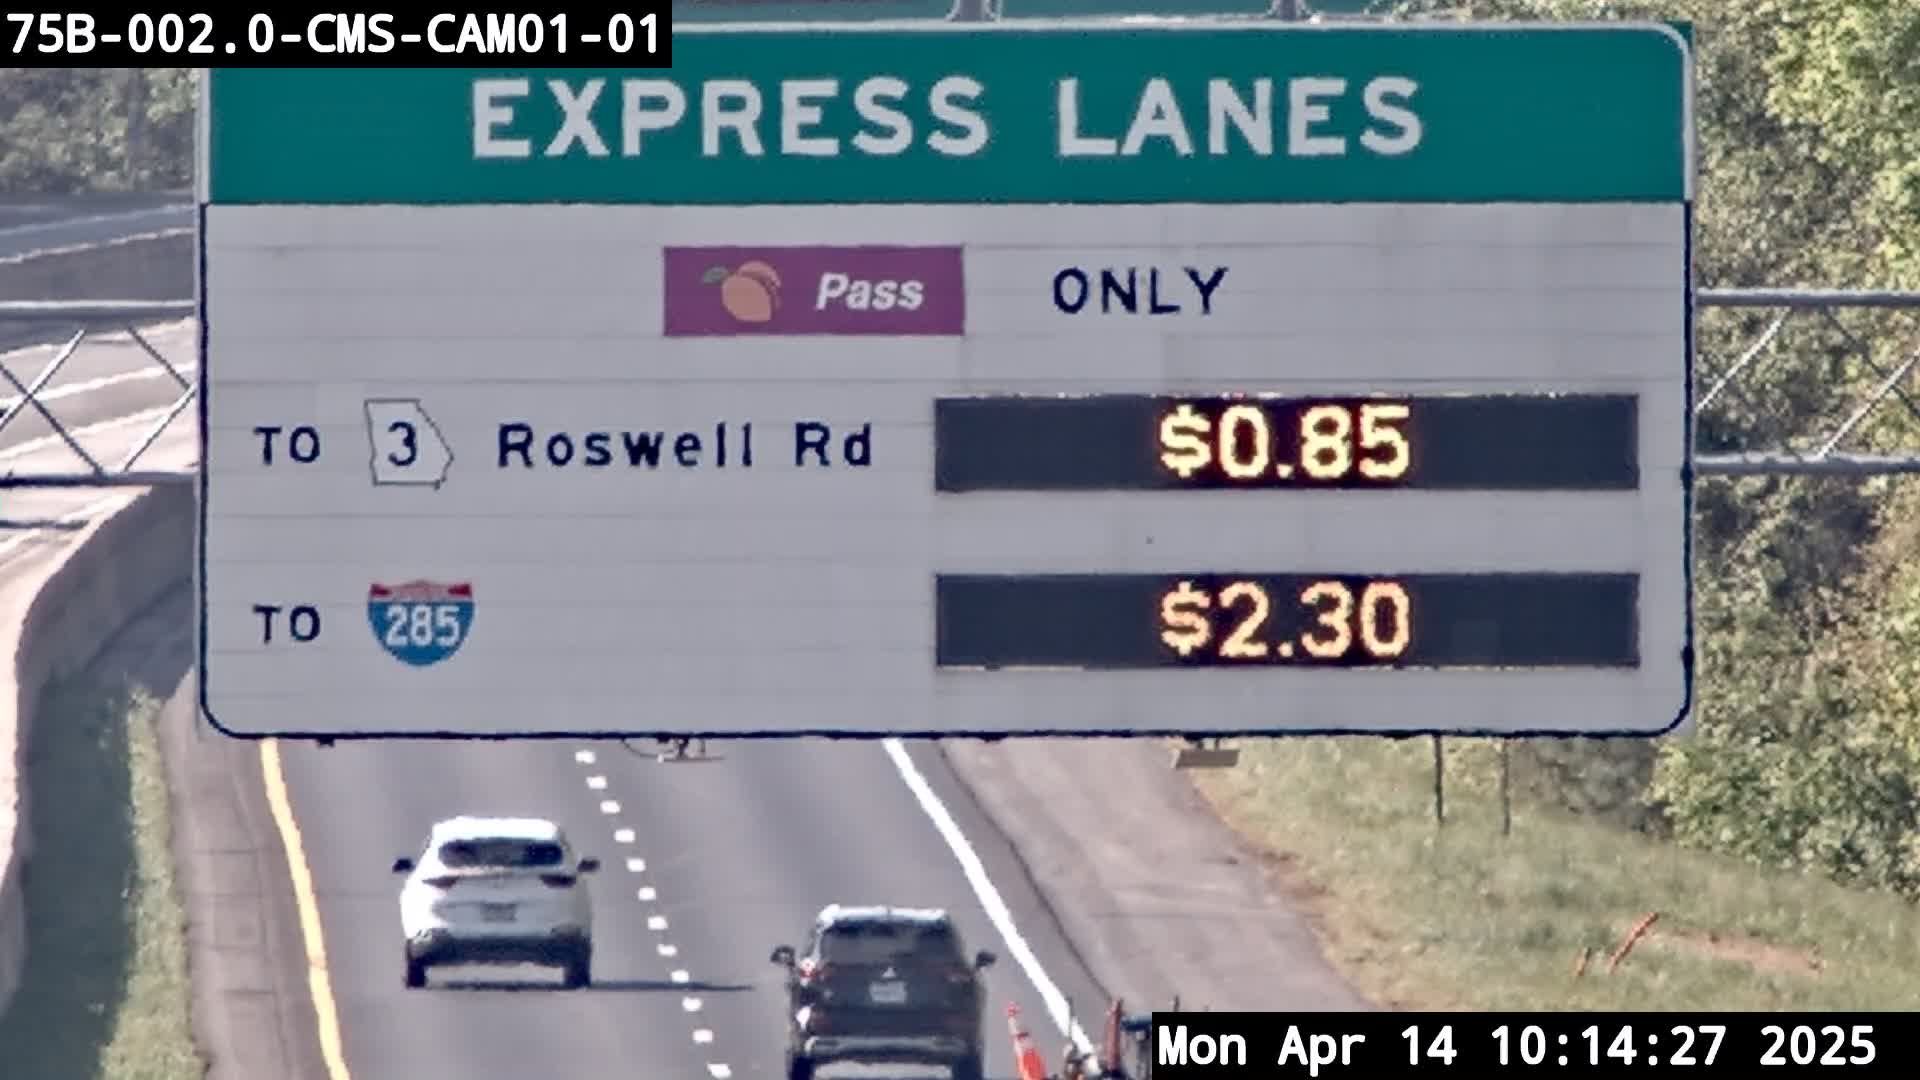 75B-002.0-CMS-CAM01-01
EXPRESS LANES
Pass ONLY
TO 3 Roswell Rd $0.85
TO 285 $2.30
Mon Apr 14 10:14:27 2025